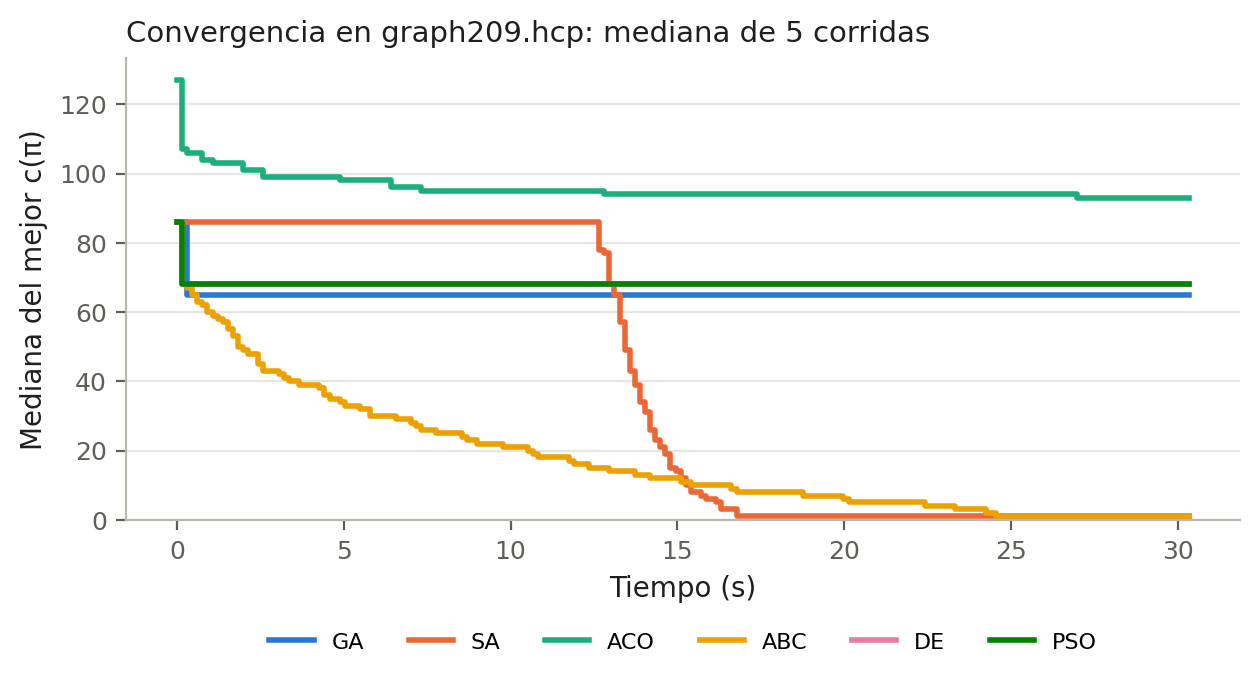 Convergencia en graph209.hcp: mediana de 5 corridas
Mediana del mejor c(π)
120
100
80
60
40
20
0
0 5 10 15 20 25 30
Tiempo (s)
GA SA ACO ABC DE PSO